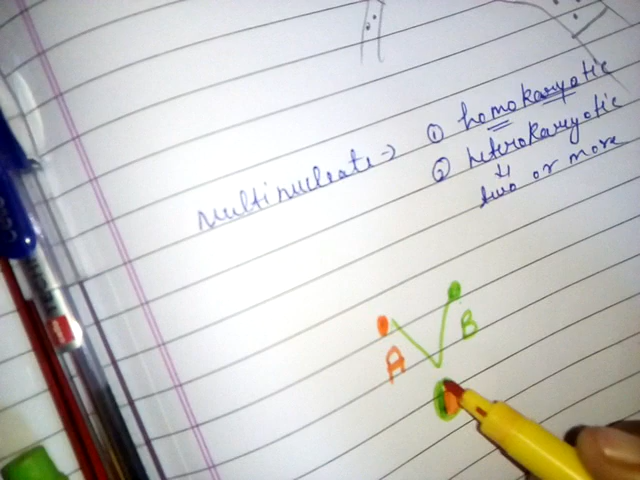 Multinucleate → ① homokaryotic
② heterokaryotic
↓
two or more
A
B